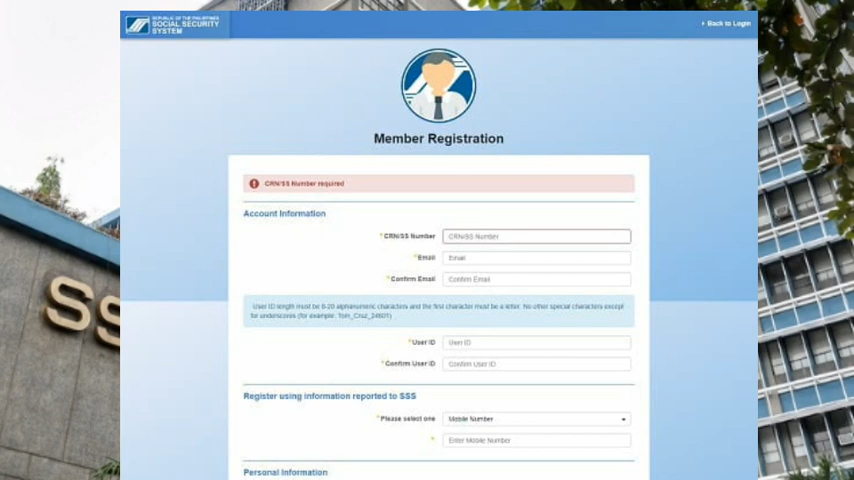 REPUBLIC OF THE PHILIPPINES
SOCIAL SECURITY
SYSTEM
Back to Login
Member Registration
CRN/SS Number required
Account Information
*CRN/SS Number
CRN/SS Number
*Email
Email
*Confirm Email
Confirm Email
User ID length must be 8-20 alphanumeric characters and the first character must be a letter. No other special characters except
for underscores (for example: Tom_Cruz_24601)
*User ID
User ID
*Confirm User ID
Confirm User ID
Register using information reported to SSS
*Please select one
Mobile Number
*
Enter Mobile Number
Personal Information
SS